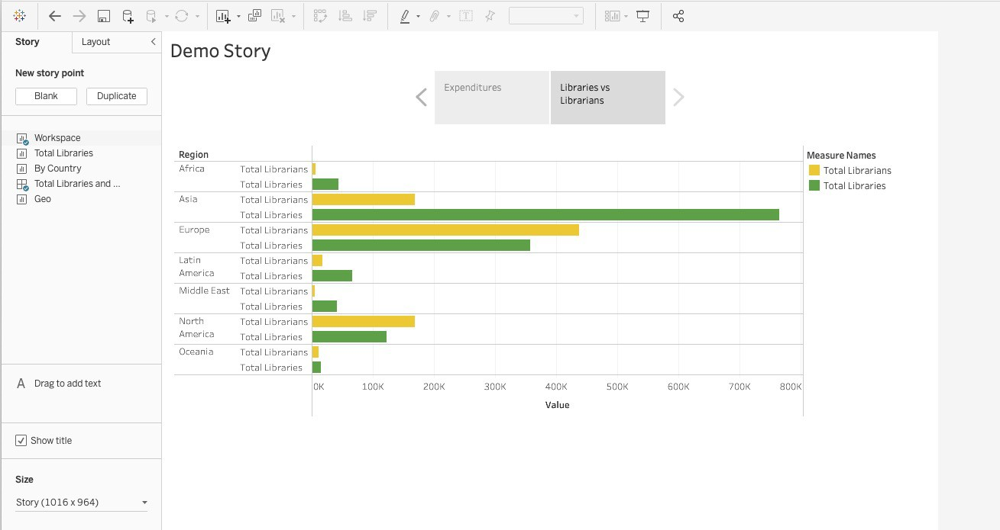 Story
Layout
Demo Story
New story point
Blank
Duplicate
Expenditures
Libraries vs
Librarians
Workspace
Total Libraries
By Country
Total Libraries and ...
Geo
Region
Africa
Total Librarians
Total Libraries
Asia
Total Librarians
Total Libraries
Europe
Total Librarians
Total Libraries
Latin
America
Total Librarians
Total Libraries
Middle East
Total Librarians
Total Libraries
North
America
Total Librarians
Total Libraries
Oceania
Total Librarians
Total Libraries
0K 100K 200K 300K 400K 500K 600K 700K 800K
Value
Measure Names
Total Librarians
Total Libraries
A Drag to add text
Show title
Size
Story (1016 x 964)